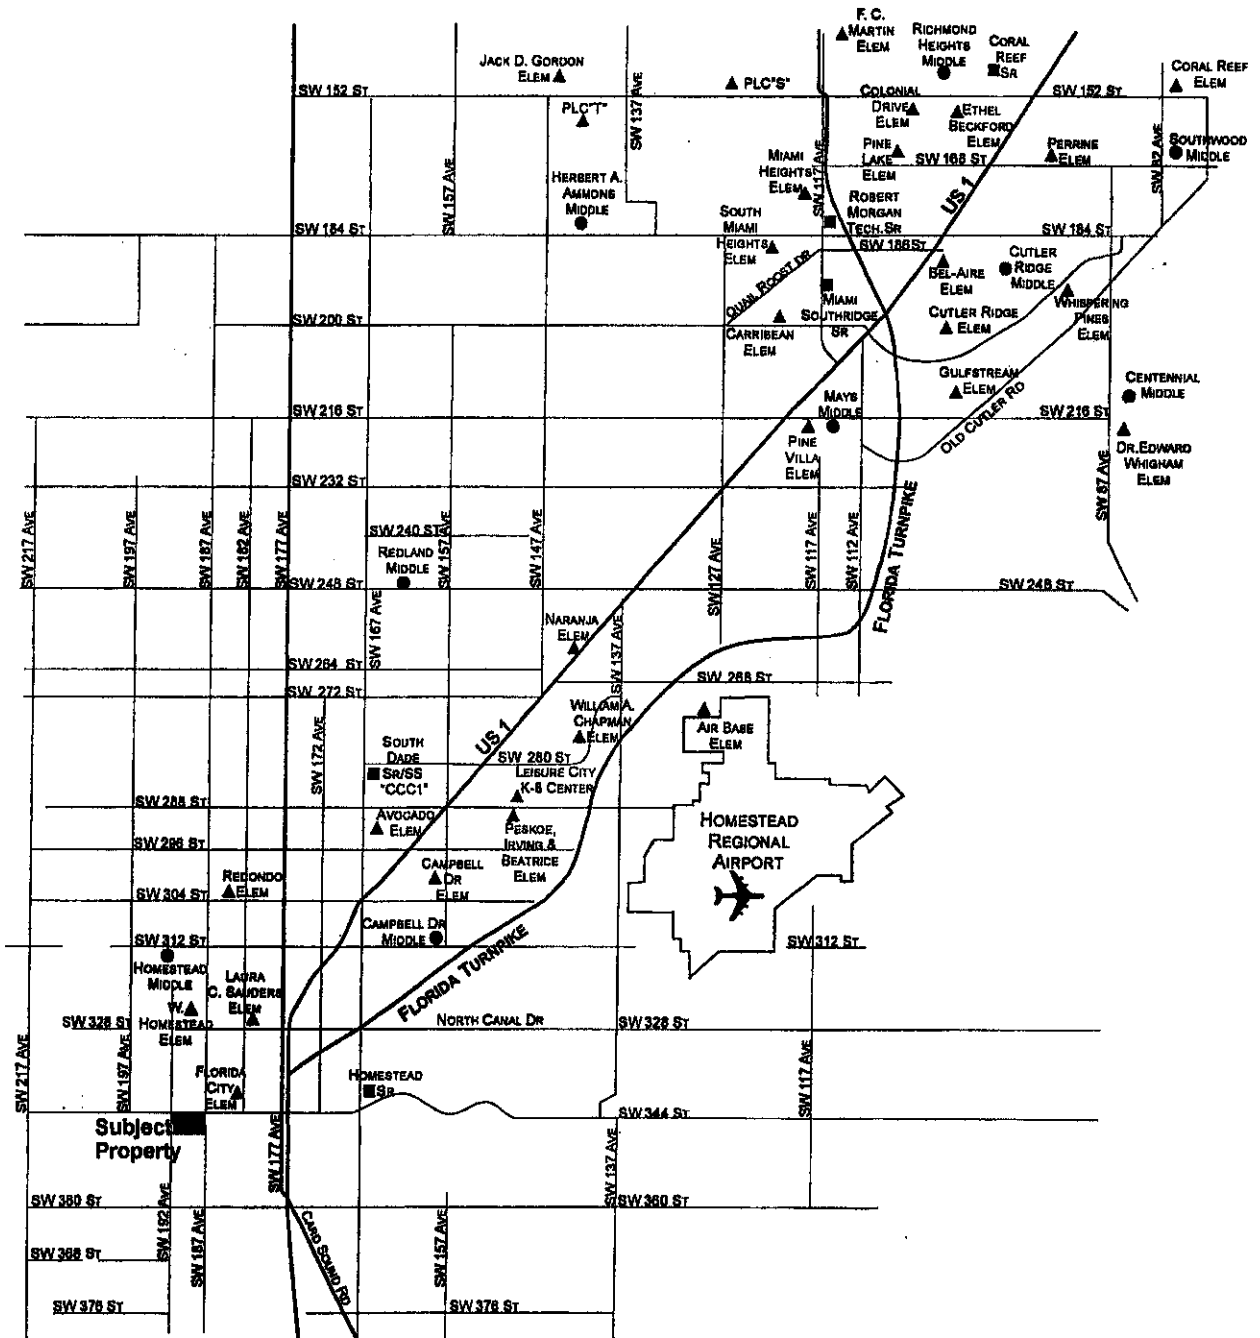 F. C.
MARTIN
ELEM
RICHMOND
HEIGHTS
MIDDLE
CORAL
REEF
SR
JACK D. GORDON
ELEM
PLC"S"
CORAL REEF
ELEM
SW 152 ST
SW 137 AVE
COLONIAL
DRIVE
ELEM
ETHEL
BECKFORD
ELEM
SW 152 ST
PLC"T"
SW 157 AVE
HERBERT A.
AMMONS
MIDDLE
MIAMI
HEIGHTS
ELEM
SW 117 AVE
PINE
LAKE
ELEM
SW 168 ST
PERRINE
ELEM
SW 82 AVE
SOUTHWOOD
MIDDLE
US 1
ROBERT
MORGAN
TECH. SR
SOUTH
MIAMI
HEIGHTS
ELEM
SW 184 ST
SW 184 ST
SW 186 ST
QUAIL ROOST DR
BEL-AIRE
ELEM
CUTLER
RIDGE
MIDDLE
MIAMI
SOUTHRIDGE
SR
WHISPERING
PINES
ELEM
SW 200 ST
CARRIBEAN
ELEM
CUTLER RIDGE
ELEM
GULFSTREAM
ELEM
CENTENNIAL
MIDDLE
OLD CUTLER RD
SW 216 ST
MAYS
MIDDLE
SW 216 ST
PINE
VILLA
ELEM
DR. EDWARD
WHIGHAM
ELEM
SW 87 AVE
SW 232 ST
FLORIDA TURNPIKE
SW 217 AVE
SW 197 AVE
SW 187 AVE
SW 182 AVE
SW 177 AVE
SW 240 ST
SW 157 AVE
SW 147 AVE
SW 127 AVE
SW 117 AVE
SW 112 AVE
REDLAND
MIDDLE
SW 248 ST
SW 248 ST
SW 167 AVE
NARANJA
ELEM
SW 137 AVE
SW 264 ST
SW 268 ST
SW 272 ST
WILLIAM A.
CHAPMAN
ELEM
AIR BASE
ELEM
SW 172 AVE
US 1
SOUTH
DADE
SR/SS
"CCC1"
SW 280 ST
LEISURE CITY
K-8 CENTER
SW 288 ST
AVOCADO
ELEM
PESKOE,
IRVING &
BEATRICE
ELEM
HOMESTEAD
REGIONAL
AIRPORT
SW 296 ST
REDONDO
ELEM
CAMPBELL
DR
ELEM
SW 304 ST
CAMPBELL DR
MIDDLE
SW 312 ST
SW 312 ST
HOMESTEAD
MIDDLE
LAURA
C. SAUNDERS
ELEM
FLORIDA TURNPIKE
W.
HOMESTEAD
ELEM
SW 328 ST
NORTH CANAL DR
SW 328 ST
SW 217 AVE
SW 197 AVE
FLORIDA
CITY
ELEM
HOMESTEAD
SR
SW 117 AVE
SW 344 ST
Subject
Property
SW 177 AVE
SW 137 AVE
SW 360 ST
SW 360 ST
SW 192 AVE
SW 187 AVE
CARD SOUND RD
SW 157 AVE
SW 368 ST
SW 376 ST
SW 376 ST